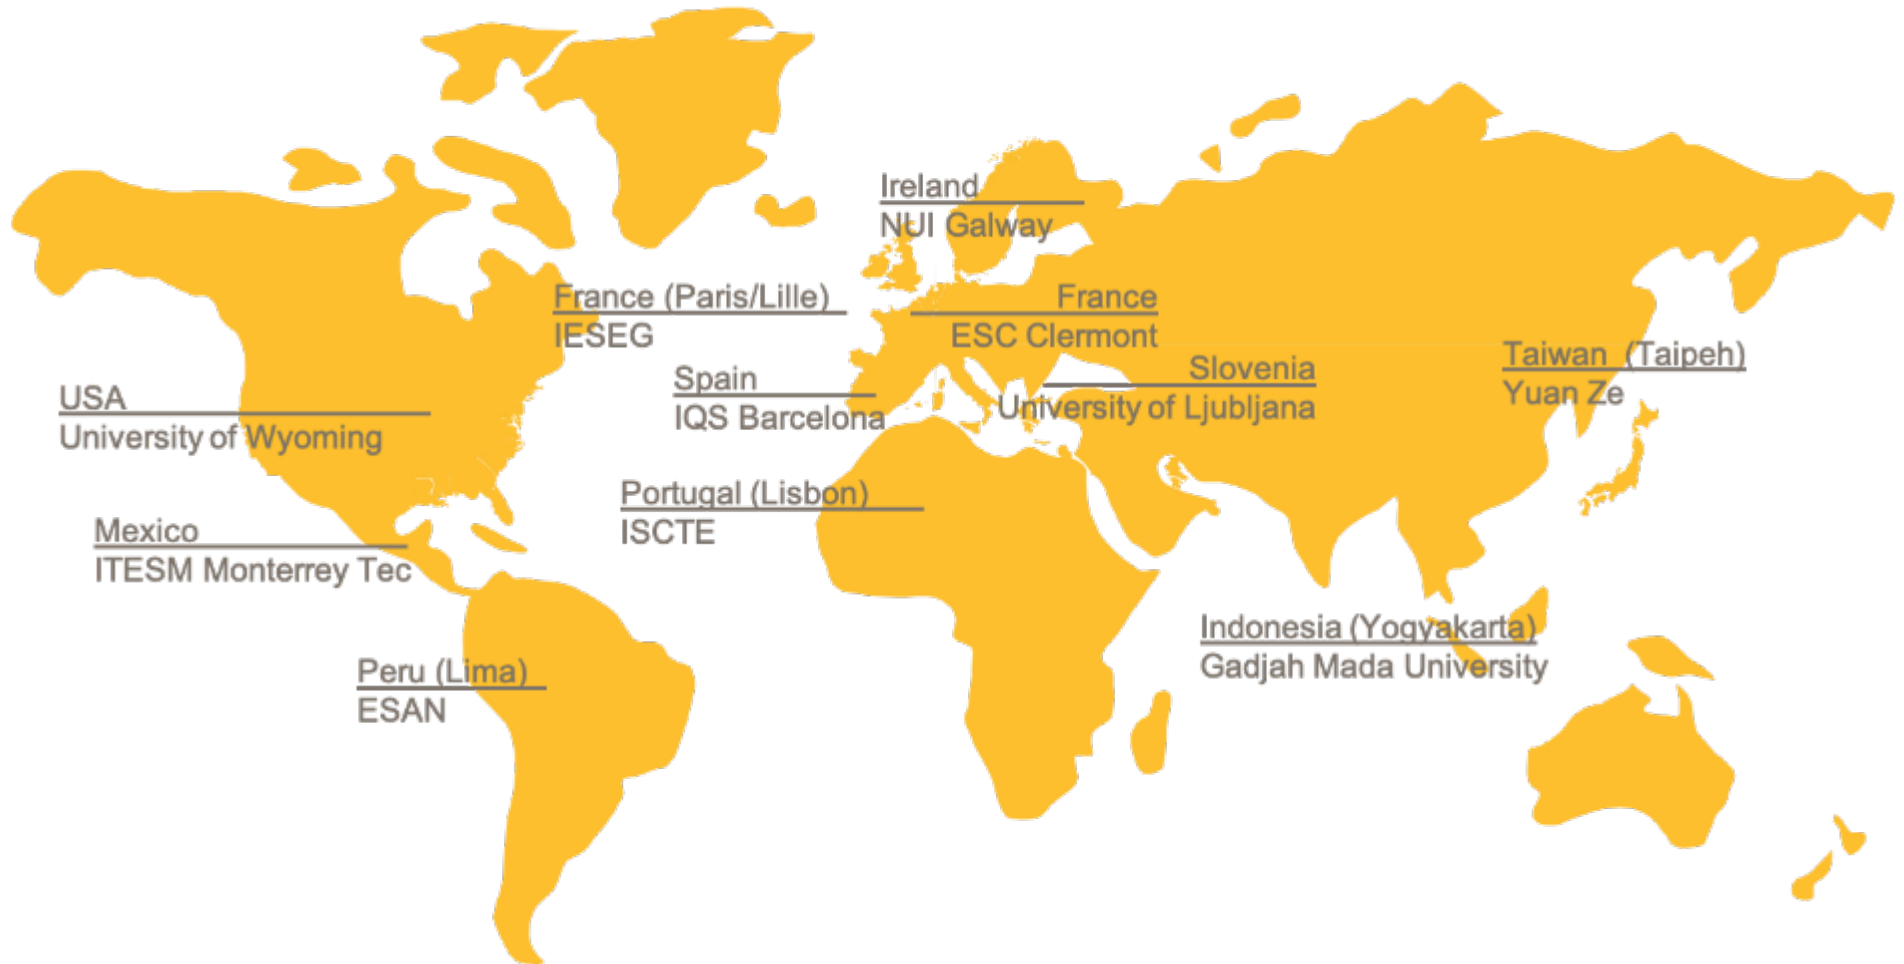 Ireland
NUI Galway
France (Paris/Lille)
IESEG
France
ESC Clermont
Spain
IQS Barcelona
Slovenia
University of Ljubljana
Taiwan (Taipeh)
Yuan Ze
USA
University of Wyoming
Portugal (Lisbon)
ISCTE
Mexico
ITESM Monterrey Tec
Indonesia (Yogyakarta)
Gadjah Mada University
Peru (Lima)
ESAN